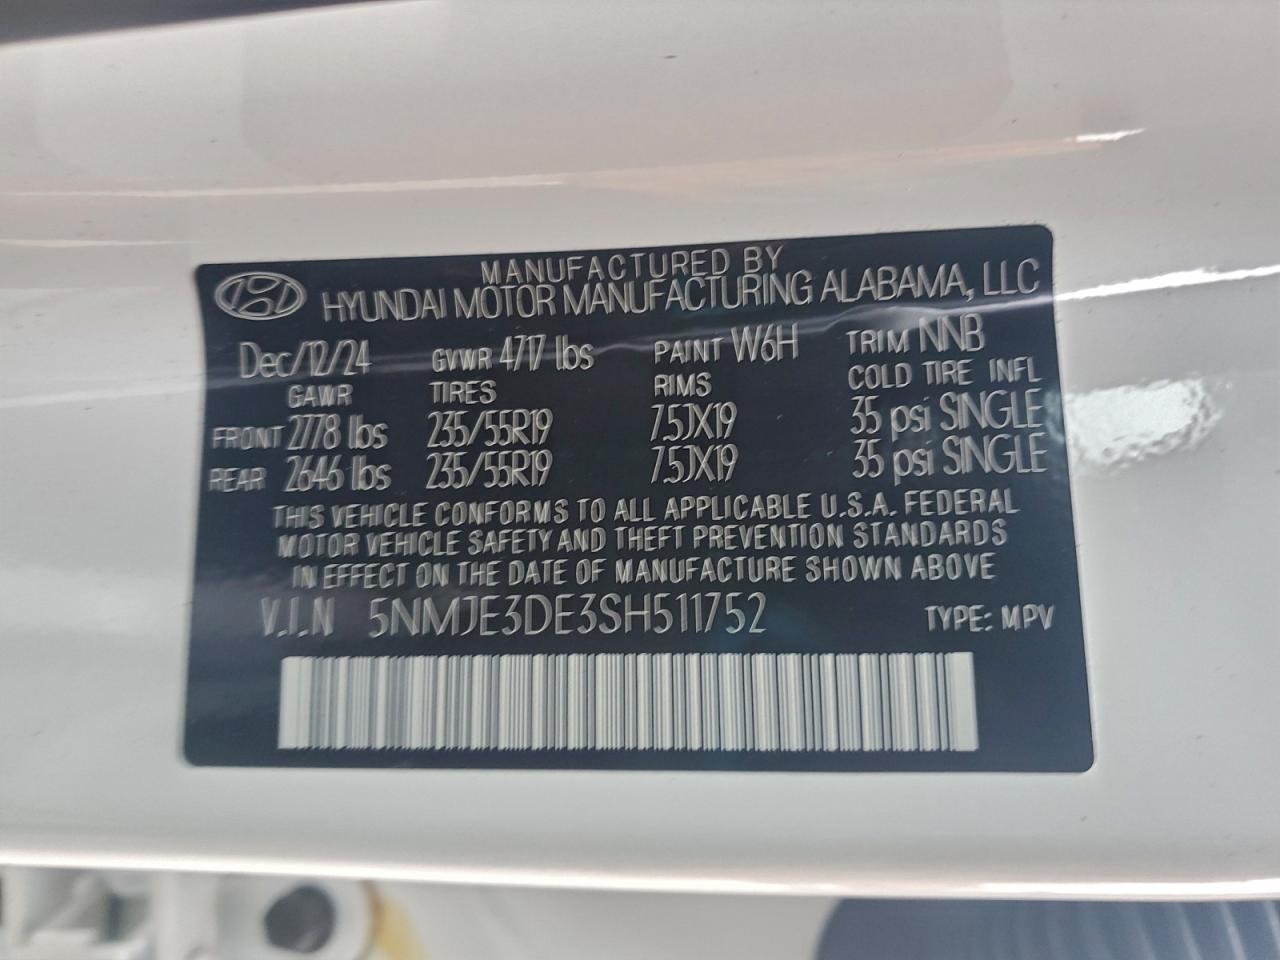 MANUFACTURED BY
HYUNDAI MOTOR MANUFACTURING ALABAMA, LLC
Dec/12/24 GVWR 4717 lbs PAINT W6H TRIM NNB
GAWR TIRES RIMS COLD TIRE INFL
FRONT 2778 lbs 235/55R19 7.5JX19 35 psi SINGLE
REAR 2646 lbs 235/55R19 7.5JX19 35 psi SINGLE
THIS VEHICLE CONFORMS TO ALL APPLICABLE U.S.A. FEDERAL
MOTOR VEHICLE SAFETY AND THEFT PREVENTION STANDARDS
IN EFFECT ON THE DATE OF MANUFACTURE SHOWN ABOVE
V.I.N 5NMJE3DE3SH511752 TYPE: MPV